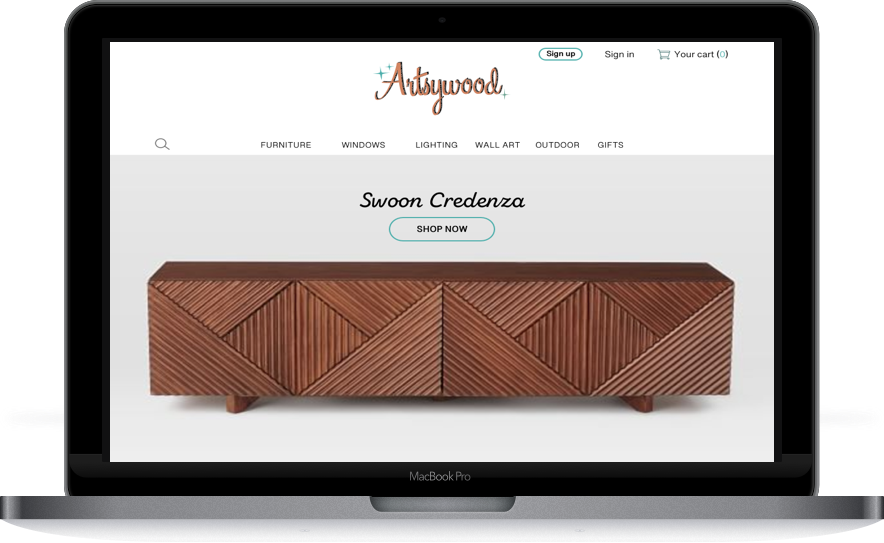 Sign up Sign in Your cart (0)
Artsywood
FURNITURE WINDOWS LIGHTING WALL ART OUTDOOR GIFTS
Swoon Credenza
SHOP NOW
MacBook Pro